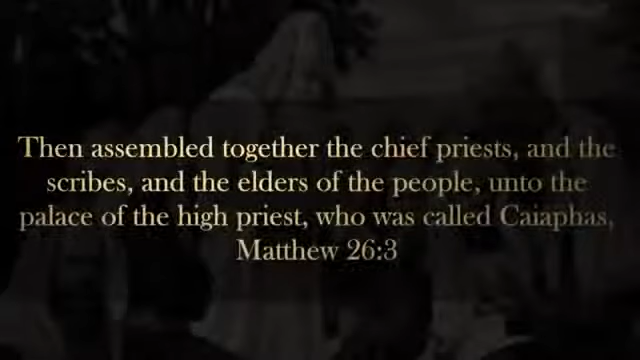 Then assembled together the chief priests, and the
scribes, and the elders of the people, unto the
palace of the high priest, who was called Caiaphas,
Matthew 26:3